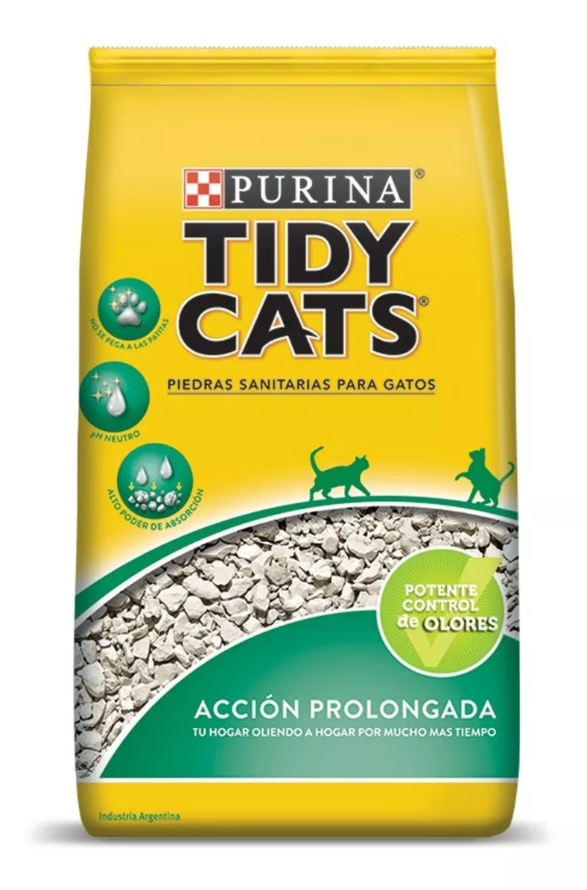 PURINA®
TIDY
CATS®
PIEDRAS SANITARIAS PARA GATOS
NO SE PEGA A LAS PATITAS
pH NEUTRO
ALTO PODER DE ABSORCIÓN
POTENTE
CONTROL
de OLORES
ACCIÓN PROLONGADA
TU HOGAR OLIENDO A HOGAR POR MUCHO MAS TIEMPO
Industria Argentina